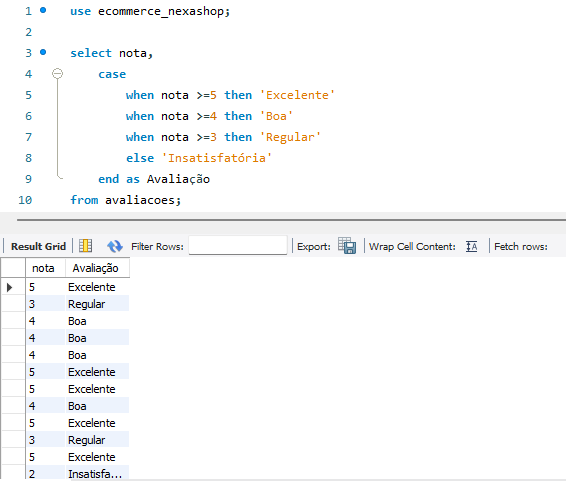 1 use ecommerce_nexashop;
2
3 select nota,
4 case
5 when nota >=5 then 'Excelente'
6 when nota >=4 then 'Boa'
7 when nota >=3 then 'Regular'
8 else 'Insatisfatória'
9 end as Avaliação
10 from avaliacoes;
Result Grid Filter Rows: Export: Wrap Cell Content: IA Fetch rows:
nota Avaliação
5 Excelente
3 Regular
4 Boa
4 Boa
4 Boa
5 Excelente
5 Excelente
4 Boa
5 Excelente
3 Regular
5 Excelente
2 Insatisfa...